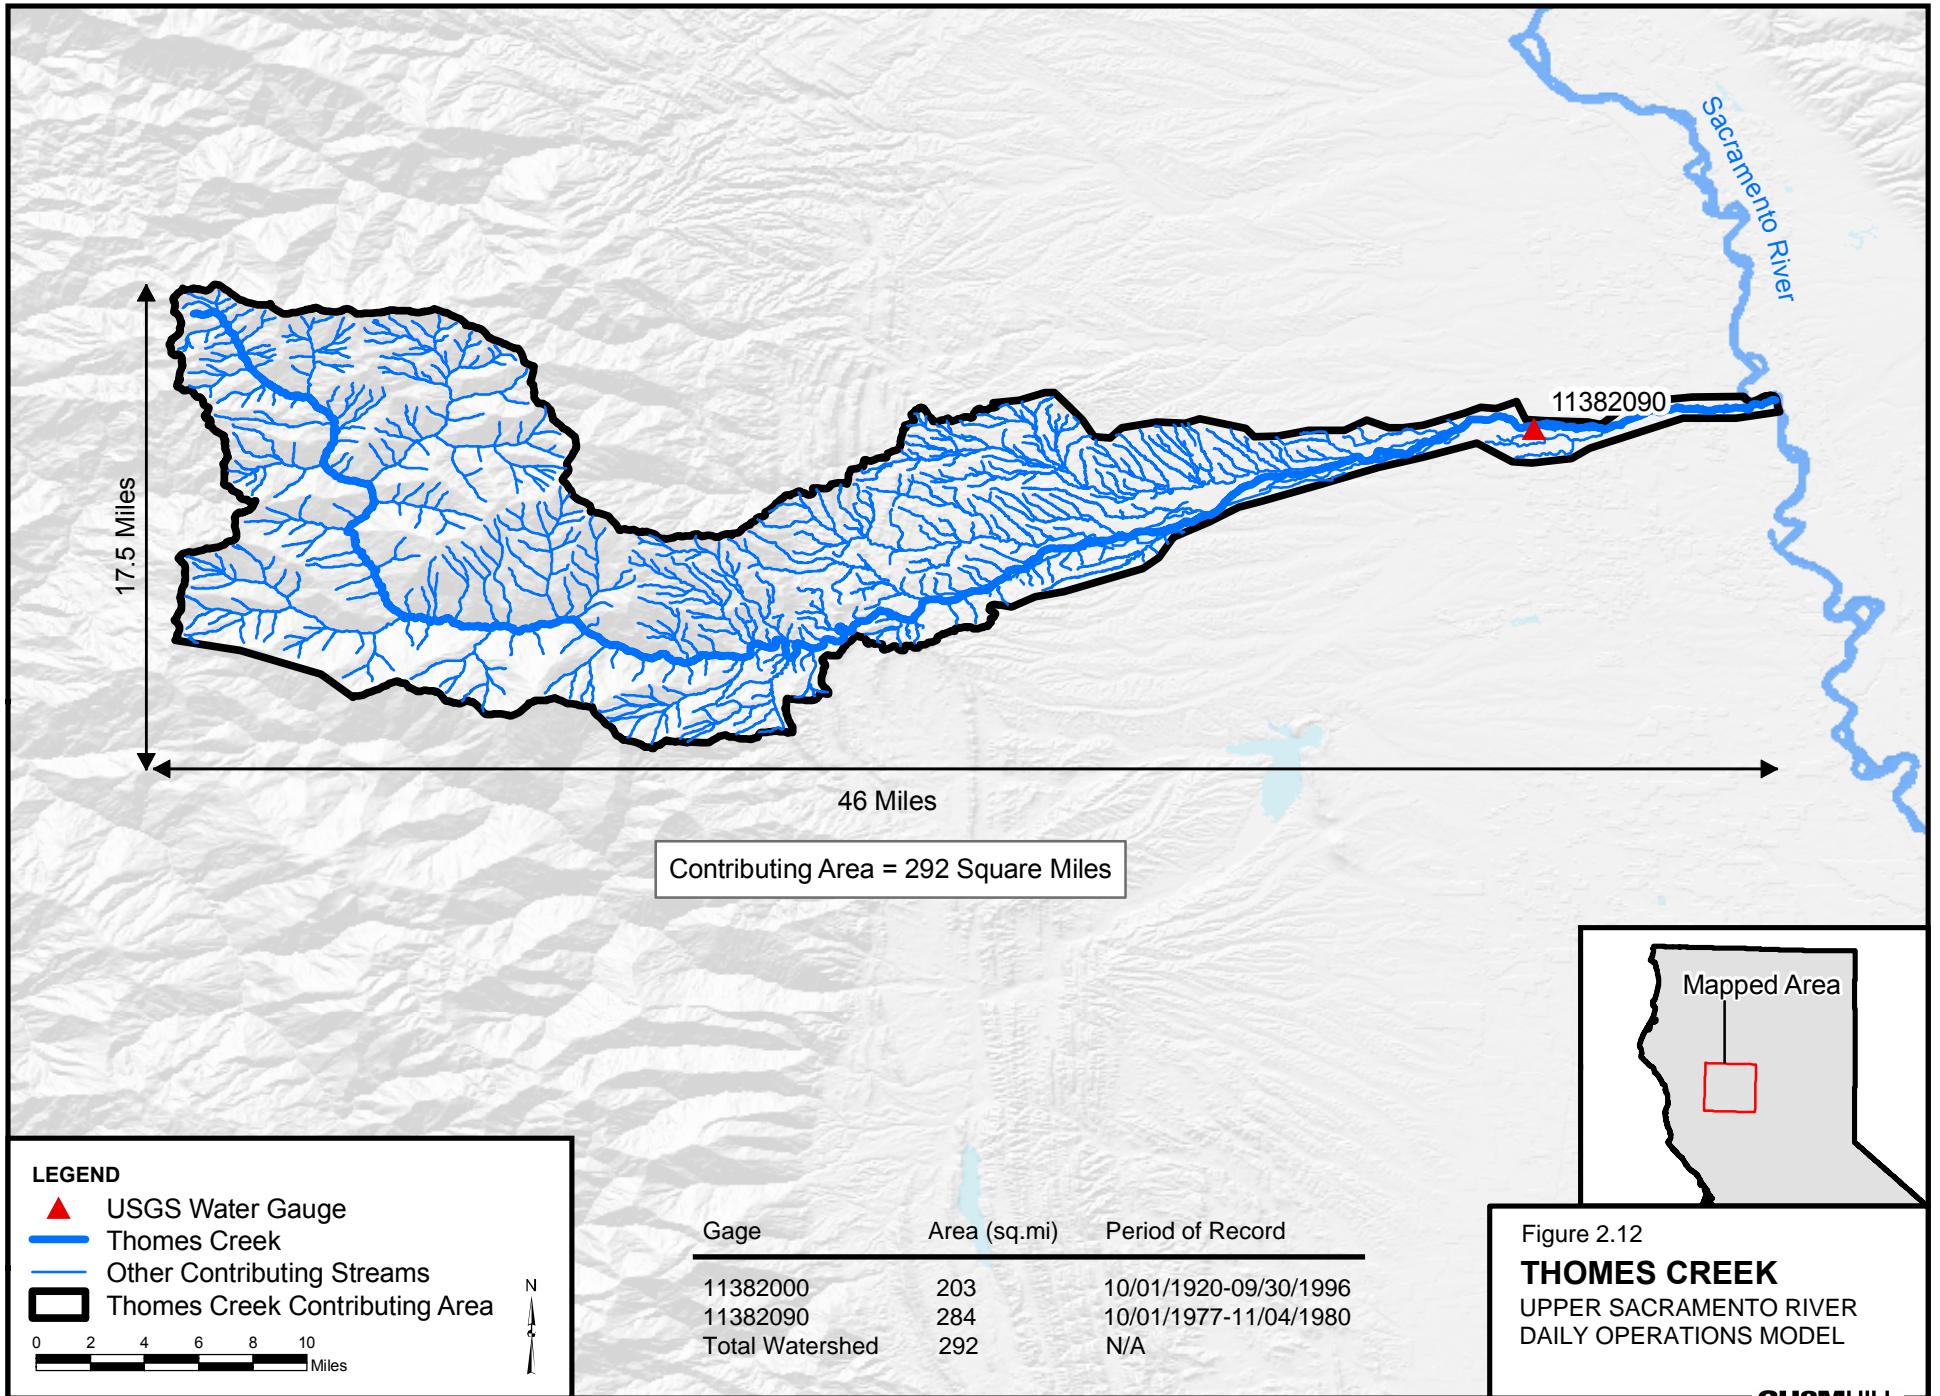 Sacramento River
11382090
17.5 Miles
46 Miles
Contributing Area = 292 Square Miles
Mapped Area
LEGEND
USGS Water Gauge
Thomes Creek
Other Contributing Streams
Thomes Creek Contributing Area
N
0 2 4 6 8 10
Miles
Gage Area (sq.mi) Period of Record
11382000 203 10/01/1920-09/30/1996
11382090 284 10/01/1977-11/04/1980
Total Watershed 292 N/A
Figure 2.12
THOMES CREEK
UPPER SACRAMENTO RIVER
DAILY OPERATIONS MODEL